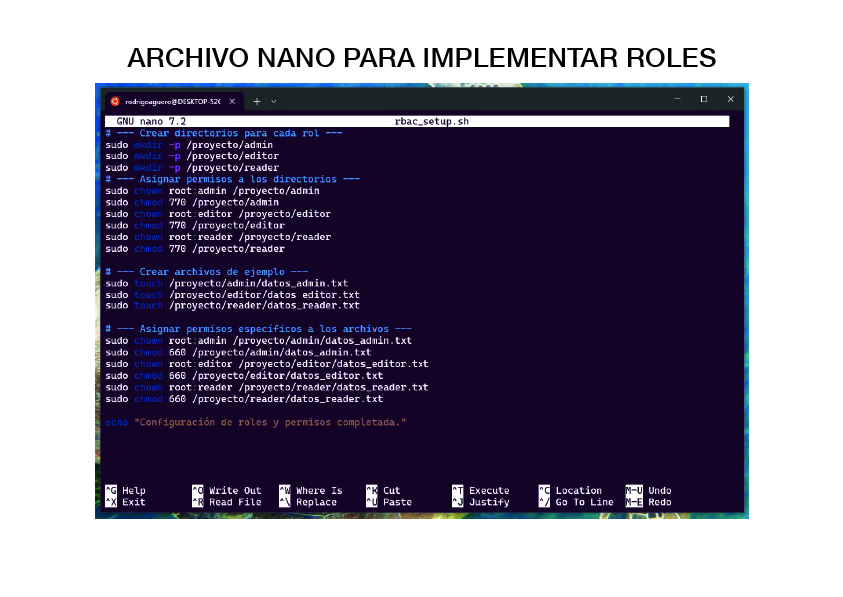 ARCHIVO NANO PARA IMPLEMENTAR ROLES
rodrigoaguero@DESKTOP-52
GNU nano 7.2 rbac_setup.sh
# --- Crear directorios para cada rol ---
sudo mkdir -p /proyecto/admin
sudo mkdir -p /proyecto/editor
sudo mkdir -p /proyecto/reader
# --- Asignar permisos a los directorios ---
sudo chown root:admin /proyecto/admin
sudo chmod 770 /proyecto/admin
sudo chown root:editor /proyecto/editor
sudo chmod 770 /proyecto/editor
sudo chown root:reader /proyecto/reader
sudo chmod 770 /proyecto/reader
# --- Crear archivos de ejemplo ---
sudo touch /proyecto/admin/datos_admin.txt
sudo touch /proyecto/editor/datos_editor.txt
sudo touch /proyecto/reader/datos_reader.txt
# --- Asignar permisos específicos a los archivos ---
sudo chown root:admin /proyecto/admin/datos_admin.txt
sudo chmod 660 /proyecto/admin/datos_admin.txt
sudo chown root:editor /proyecto/editor/datos_editor.txt
sudo chmod 660 /proyecto/editor/datos_editor.txt
sudo chown root:reader /proyecto/reader/datos_reader.txt
sudo chmod 660 /proyecto/reader/datos_reader.txt
echo "Configuración de roles y permisos completada."
^G Help ^O Write Out ^W Where Is ^K Cut ^T Execute ^C Location M-U Undo
^X Exit ^R Read File ^\ Replace ^U Paste ^J Justify ^/ Go To Line M-E Redo